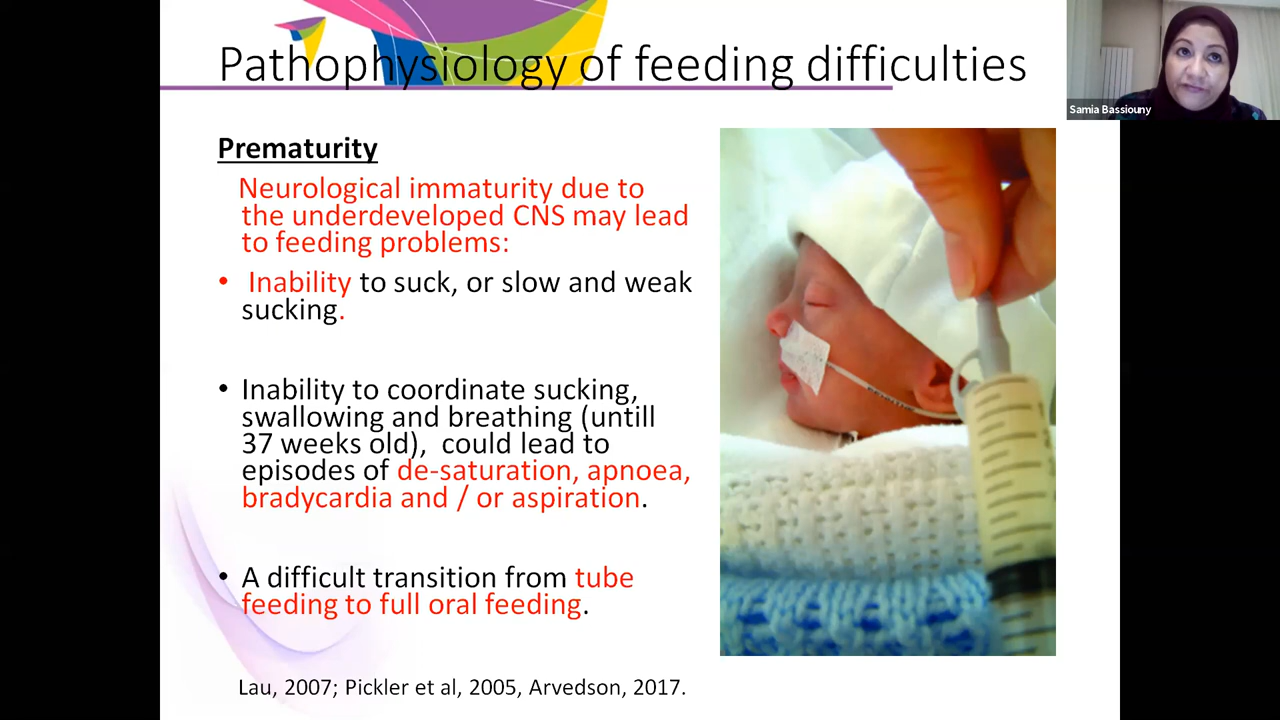 Pathophysiology of feeding difficulties
Samia Bassiouny
Prematurity
Neurological immaturity due to
the underdeveloped CNS may lead
to feeding problems:
• Inability to suck, or slow and weak
sucking.
• Inability to coordinate sucking,
swallowing and breathing (untill
37 weeks old), could lead to
episodes of de-saturation, apnoea,
bradycardia and / or aspiration.
• A difficult transition from tube
feeding to full oral feeding.
Lau, 2007; Pickler et al, 2005, Arvedson, 2017.